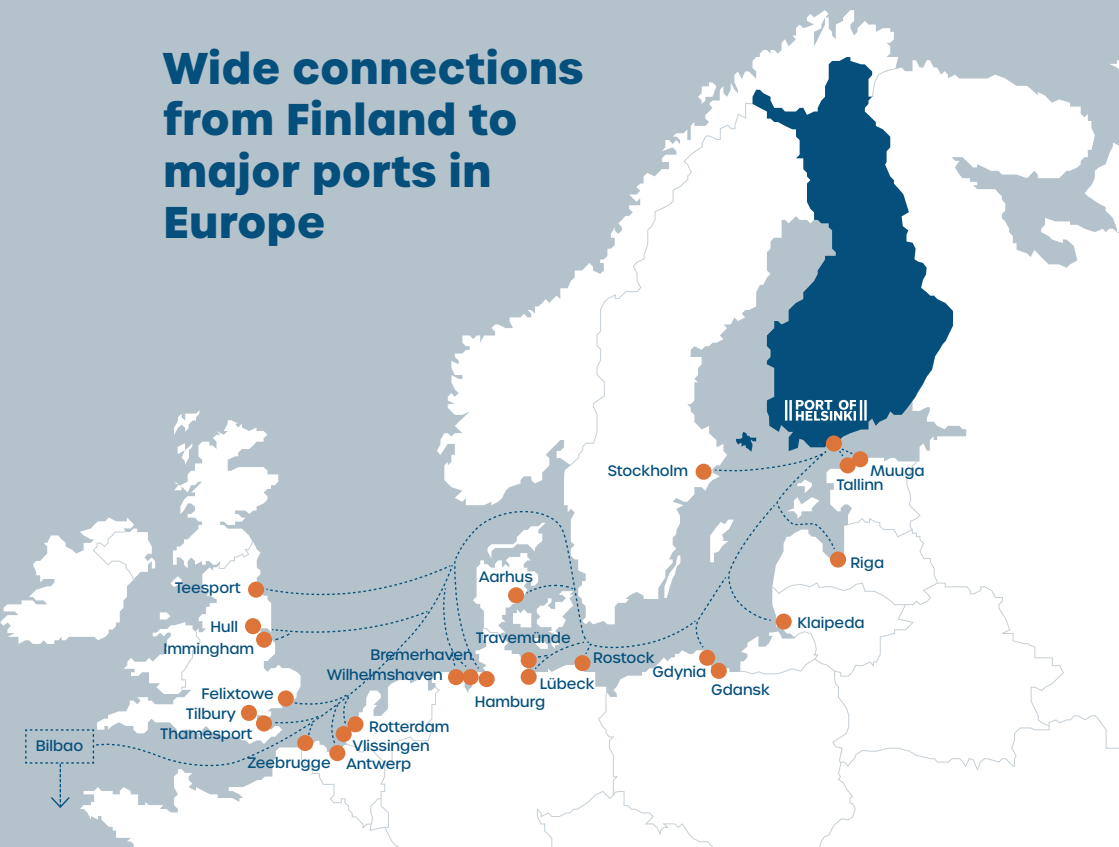 Wide connections
from Finland to
major ports in
Europe
PORT OF
HELSINKI
Stockholm
Muuga
Tallinn
Riga
Aarhus
Teesport
Hull
Immingham
Klaipeda
Travemünde
Bremerhaven
Rostock
Wilhelmshaven
Gdynia
Lübeck
Gdansk
Felixtowe
Hamburg
Tilbury
Rotterdam
Thamesport
Vlissingen
Bilbao
Zeebrugge
Antwerp